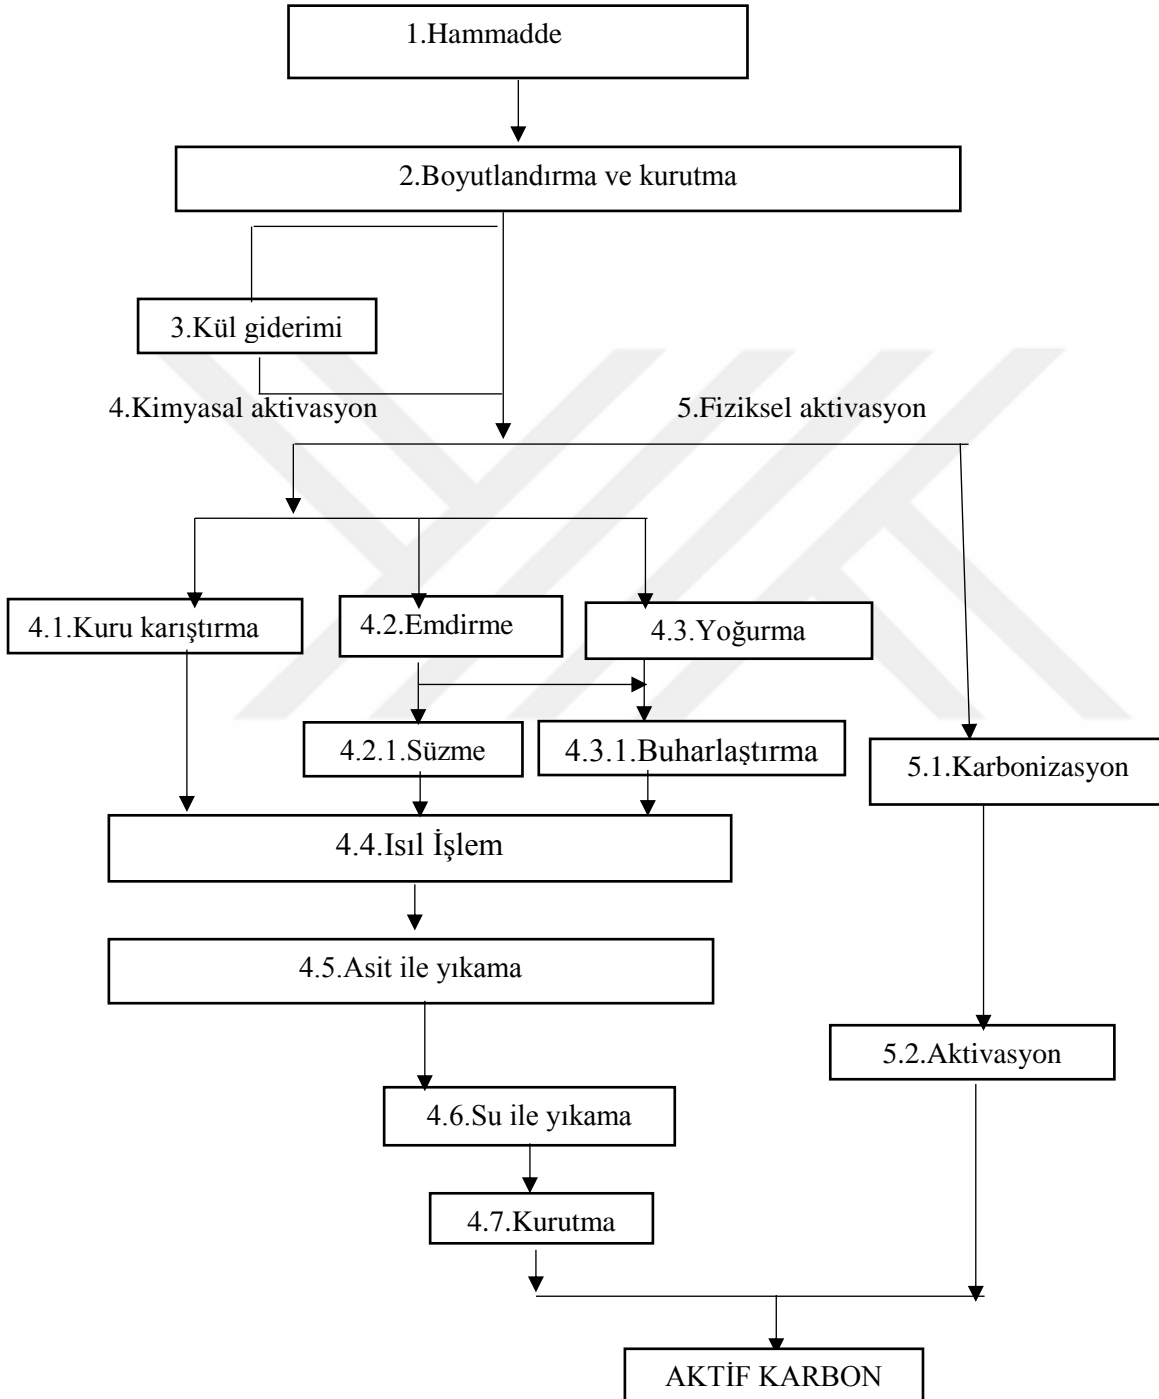 1.Hammadde
2.Boyutlandırma ve kurutma
3.Kül giderimi
4.Kimyasal aktivasyon
5.Fiziksel aktivasyon
4.1.Kuru karıştırma
4.2.Emdirme
4.3.Yoğurma
4.2.1.Süzme
4.3.1.Buharlaştırma
5.1.Karbonizasyon
4.4.Isıl İşlem
4.5.Asit ile yıkama
5.2.Aktivasyon
4.6.Su ile yıkama
4.7.Kurutma
AKTİF KARBON